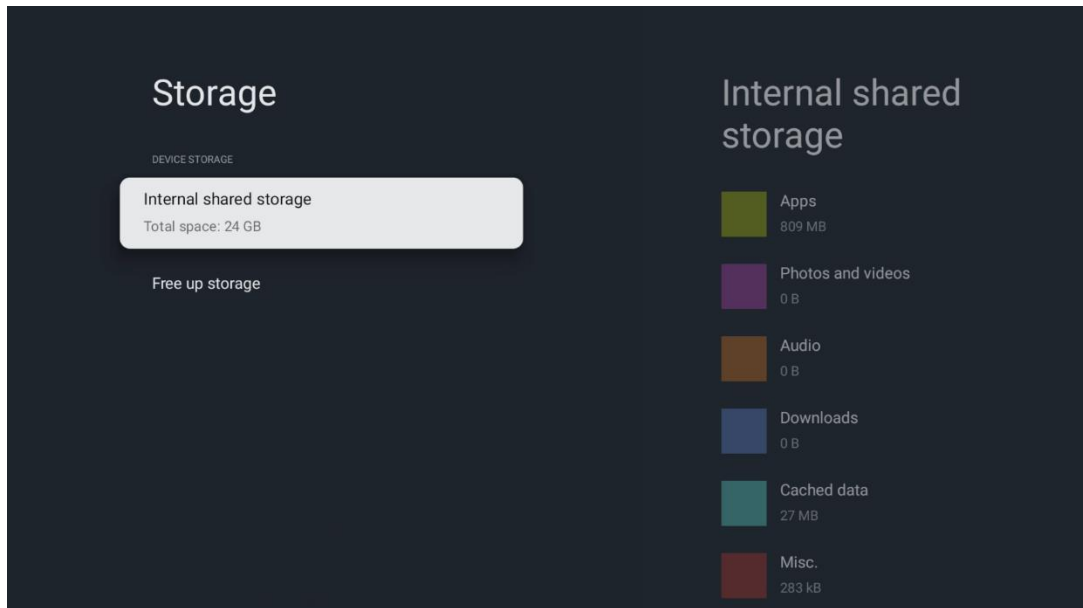 Storage
DEVICE STORAGE
Internal shared storage
Total space: 24 GB
Free up storage
Internal shared
storage
Apps
809 MB
Photos and videos
0 B
Audio
0 B
Downloads
0 B
Cached data
27 MB
Misc.
283 kB